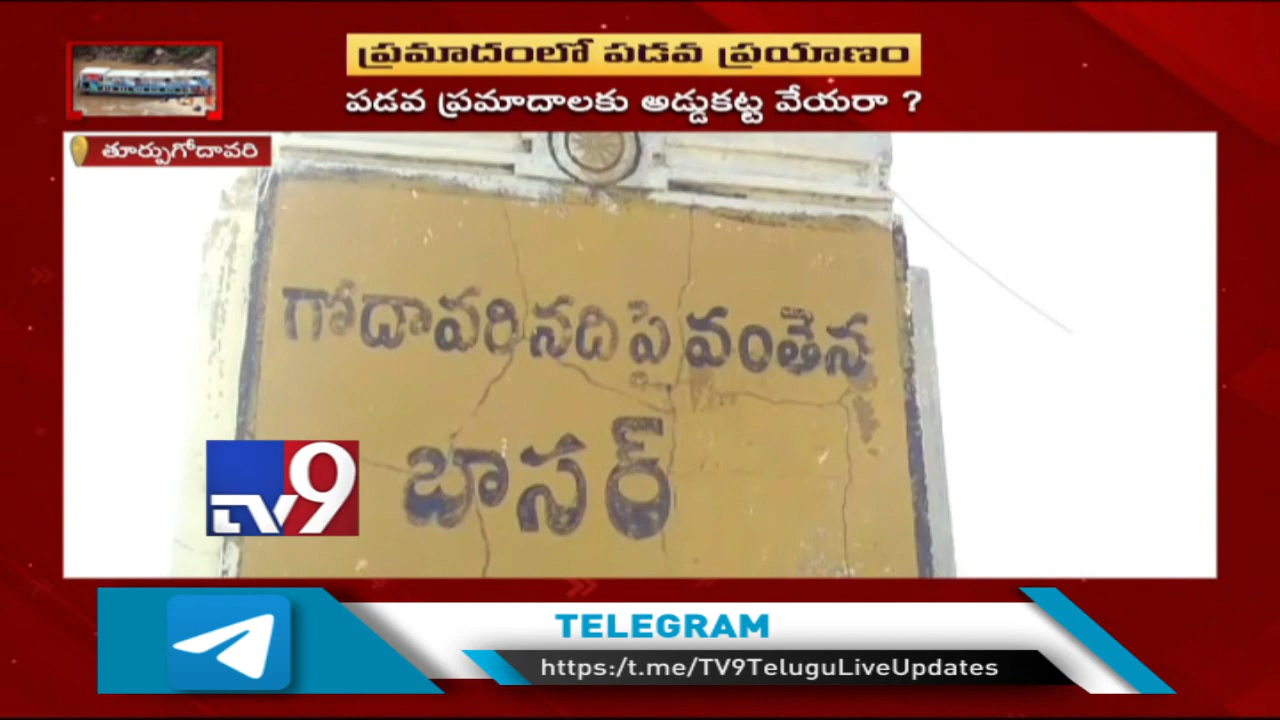 ప్రమాదంలో పడవ ప్రయాణం
పడవ ప్రమాదాలకు అడ్డుకట్ట వేయరా ?
తూర్పుగోదావరి
గోదావరి నది పై వంతెన
బాసర్
TV9
TELEGRAM
https:/t.me/TV9TeluguLiveUpdates